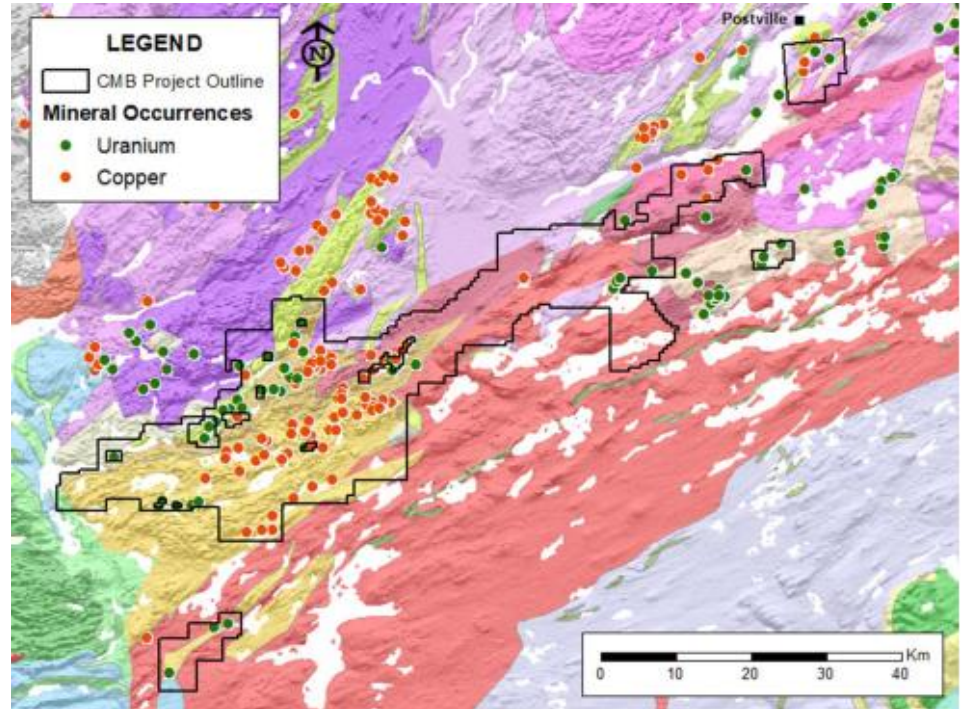 LEGEND
CMB Project Outline
Mineral Occurrences
Uranium
Copper
N
Postville
Km
0 10 20 30 40